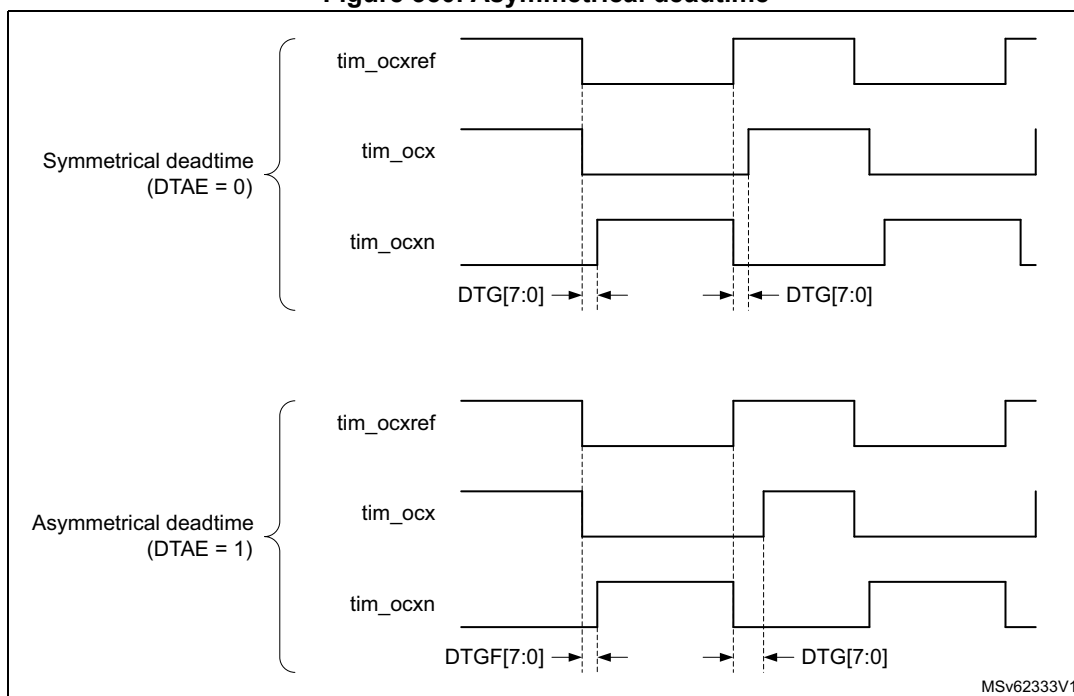 Figure Asymmetrical deadtime
tim_ocxref
Symmetrical deadtime
(DTAE = 0)
tim_ocx
tim_ocxn
DTG[7:0]
DTG[7:0]
tim_ocxref
Asymmetrical deadtime
(DTAE = 1)
tim_ocx
tim_ocxn
DTGF[7:0]
DTG[7:0]
MSv62333V1